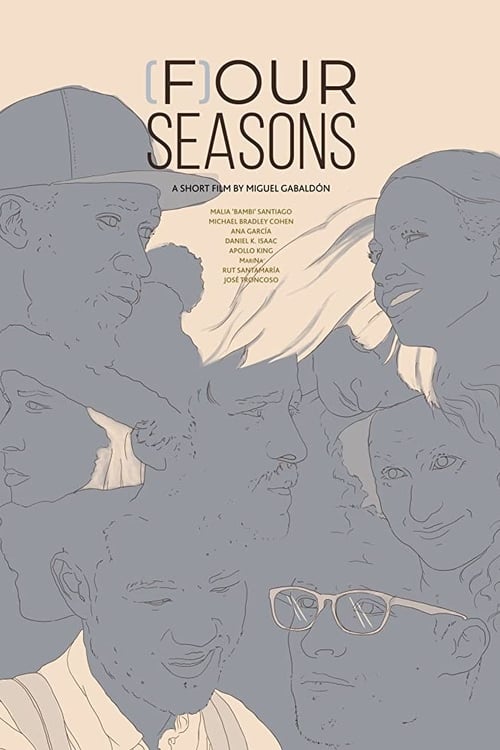 (F)OUR
SEASONS
A SHORT FILM BY MIGUEL GABALDÓN
MALIA 'BAMBI' SANTIAGO
MICHAEL BRADLEY COHEN
ANA GARCÍA
DANIEL K. ISAAC
APOLLO KING
MARIÑA
RUT SANTAMARÍA
JOSÉ TRONCOSO